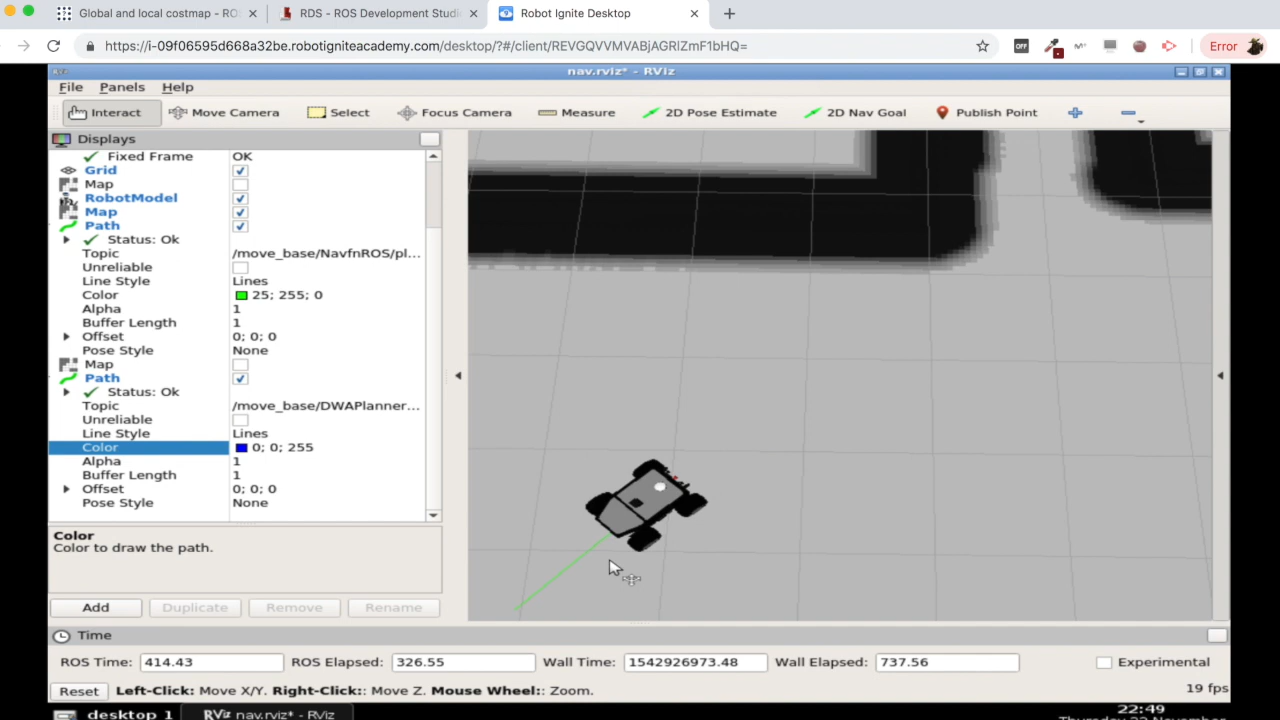 Global and local costmap - RO
RDS - ROS Development Studi
Robot Ignite Desktop
https://i-09f06595d668a32be.robotigniteacademy.com/desktop/?#/client/REVGQVVMVABjAGRlZmF1bHQ=
OFF
Error
nav.rviz* - RViz
File Panels Help
Interact Move Camera Select Focus Camera Measure 2D Pose Estimate 2D Nav Goal Publish Point
Displays
Fixed Frame OK
Grid
Map
RobotModel
Map
Path
Status: Ok
Topic /move_base/NavfnROS/pl...
Unreliable
Line Style Lines
Color 25; 255; 0
Alpha 1
Buffer Length 1
Offset 0; 0; 0
Pose Style None
Map
Path
Status: Ok
Topic /move_base/DWAPlanner...
Unreliable
Line Style Lines
Color 0; 0; 255
Alpha 1
Buffer Length 1
Offset 0; 0; 0
Pose Style None
Color
Color to draw the path.
Add Duplicate Remove Rename
Time
ROS Time: 414.43 ROS Elapsed: 326.55 Wall Time: 1542926973.48 Wall Elapsed: 737.56 Experimental
Reset Left-Click: Move X/Y. Right-Click:: Move Z. Mouse Wheel:: Zoom. 19 fps
desktop 1 RViz nav.rviz* - RViz 22:49
Thursday 22 November